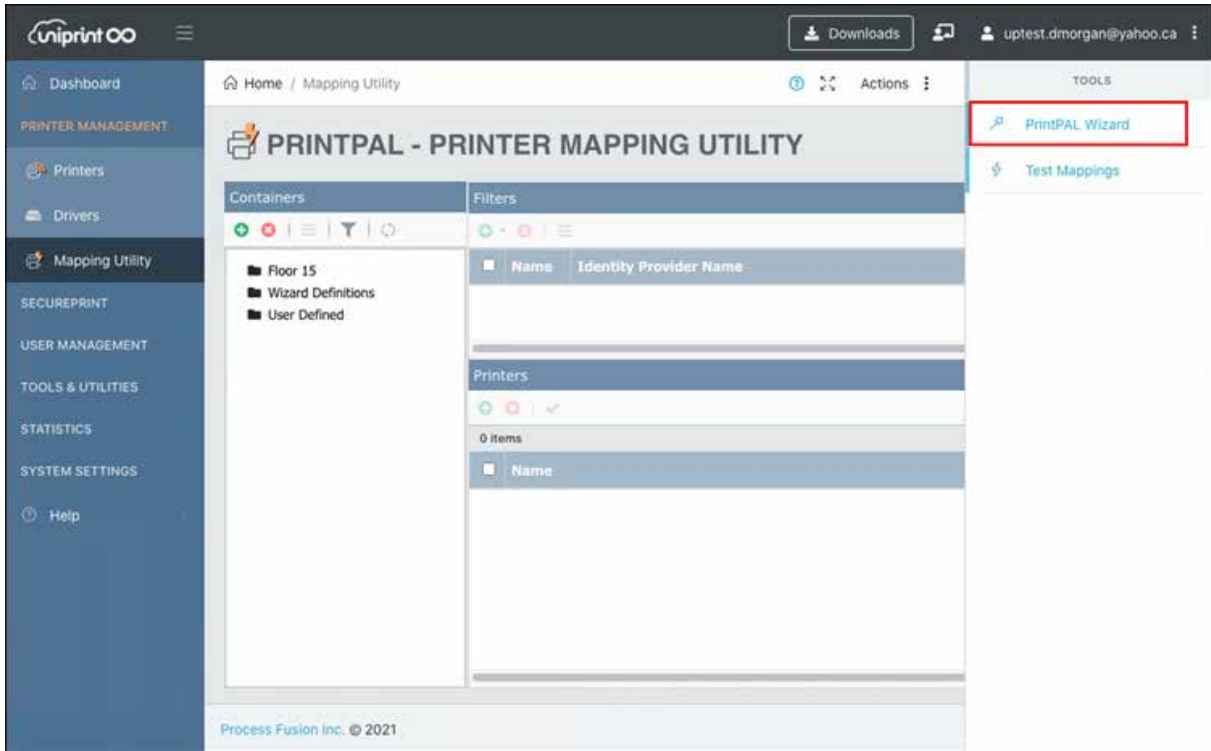 uniprint
Downloads
uptest.dmorgan@yahoo.ca
Dashboard
PRINTER MANAGEMENT
Printers
Drivers
Mapping Utility
SECUREPRINT
USER MANAGEMENT
TOOLS & UTILITIES
STATISTICS
SYSTEM SETTINGS
Help
Home / Mapping Utility
Actions
PRINTPAL - PRINTER MAPPING UTILITY
Containers
Floor 15
Wizard Definitions
User Defined
Filters
Name Identity Provider Name
Printers
0 items
Name
Process Fusion Inc. © 2021
TOOLS
PrintPAL Wizard
Test Mappings